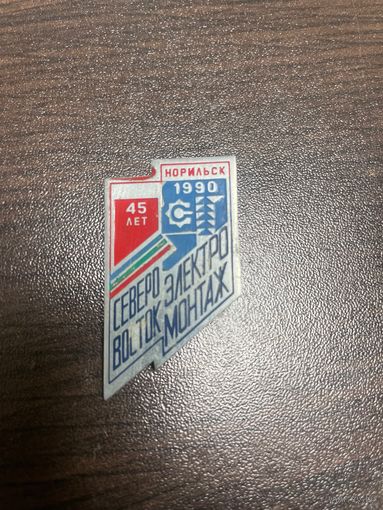 НОРИЛЬСК
1990
45
ЛЕТ
СЕВЕРО
ВОСТОК
ЭЛЕКТРО
МОНТАЖ